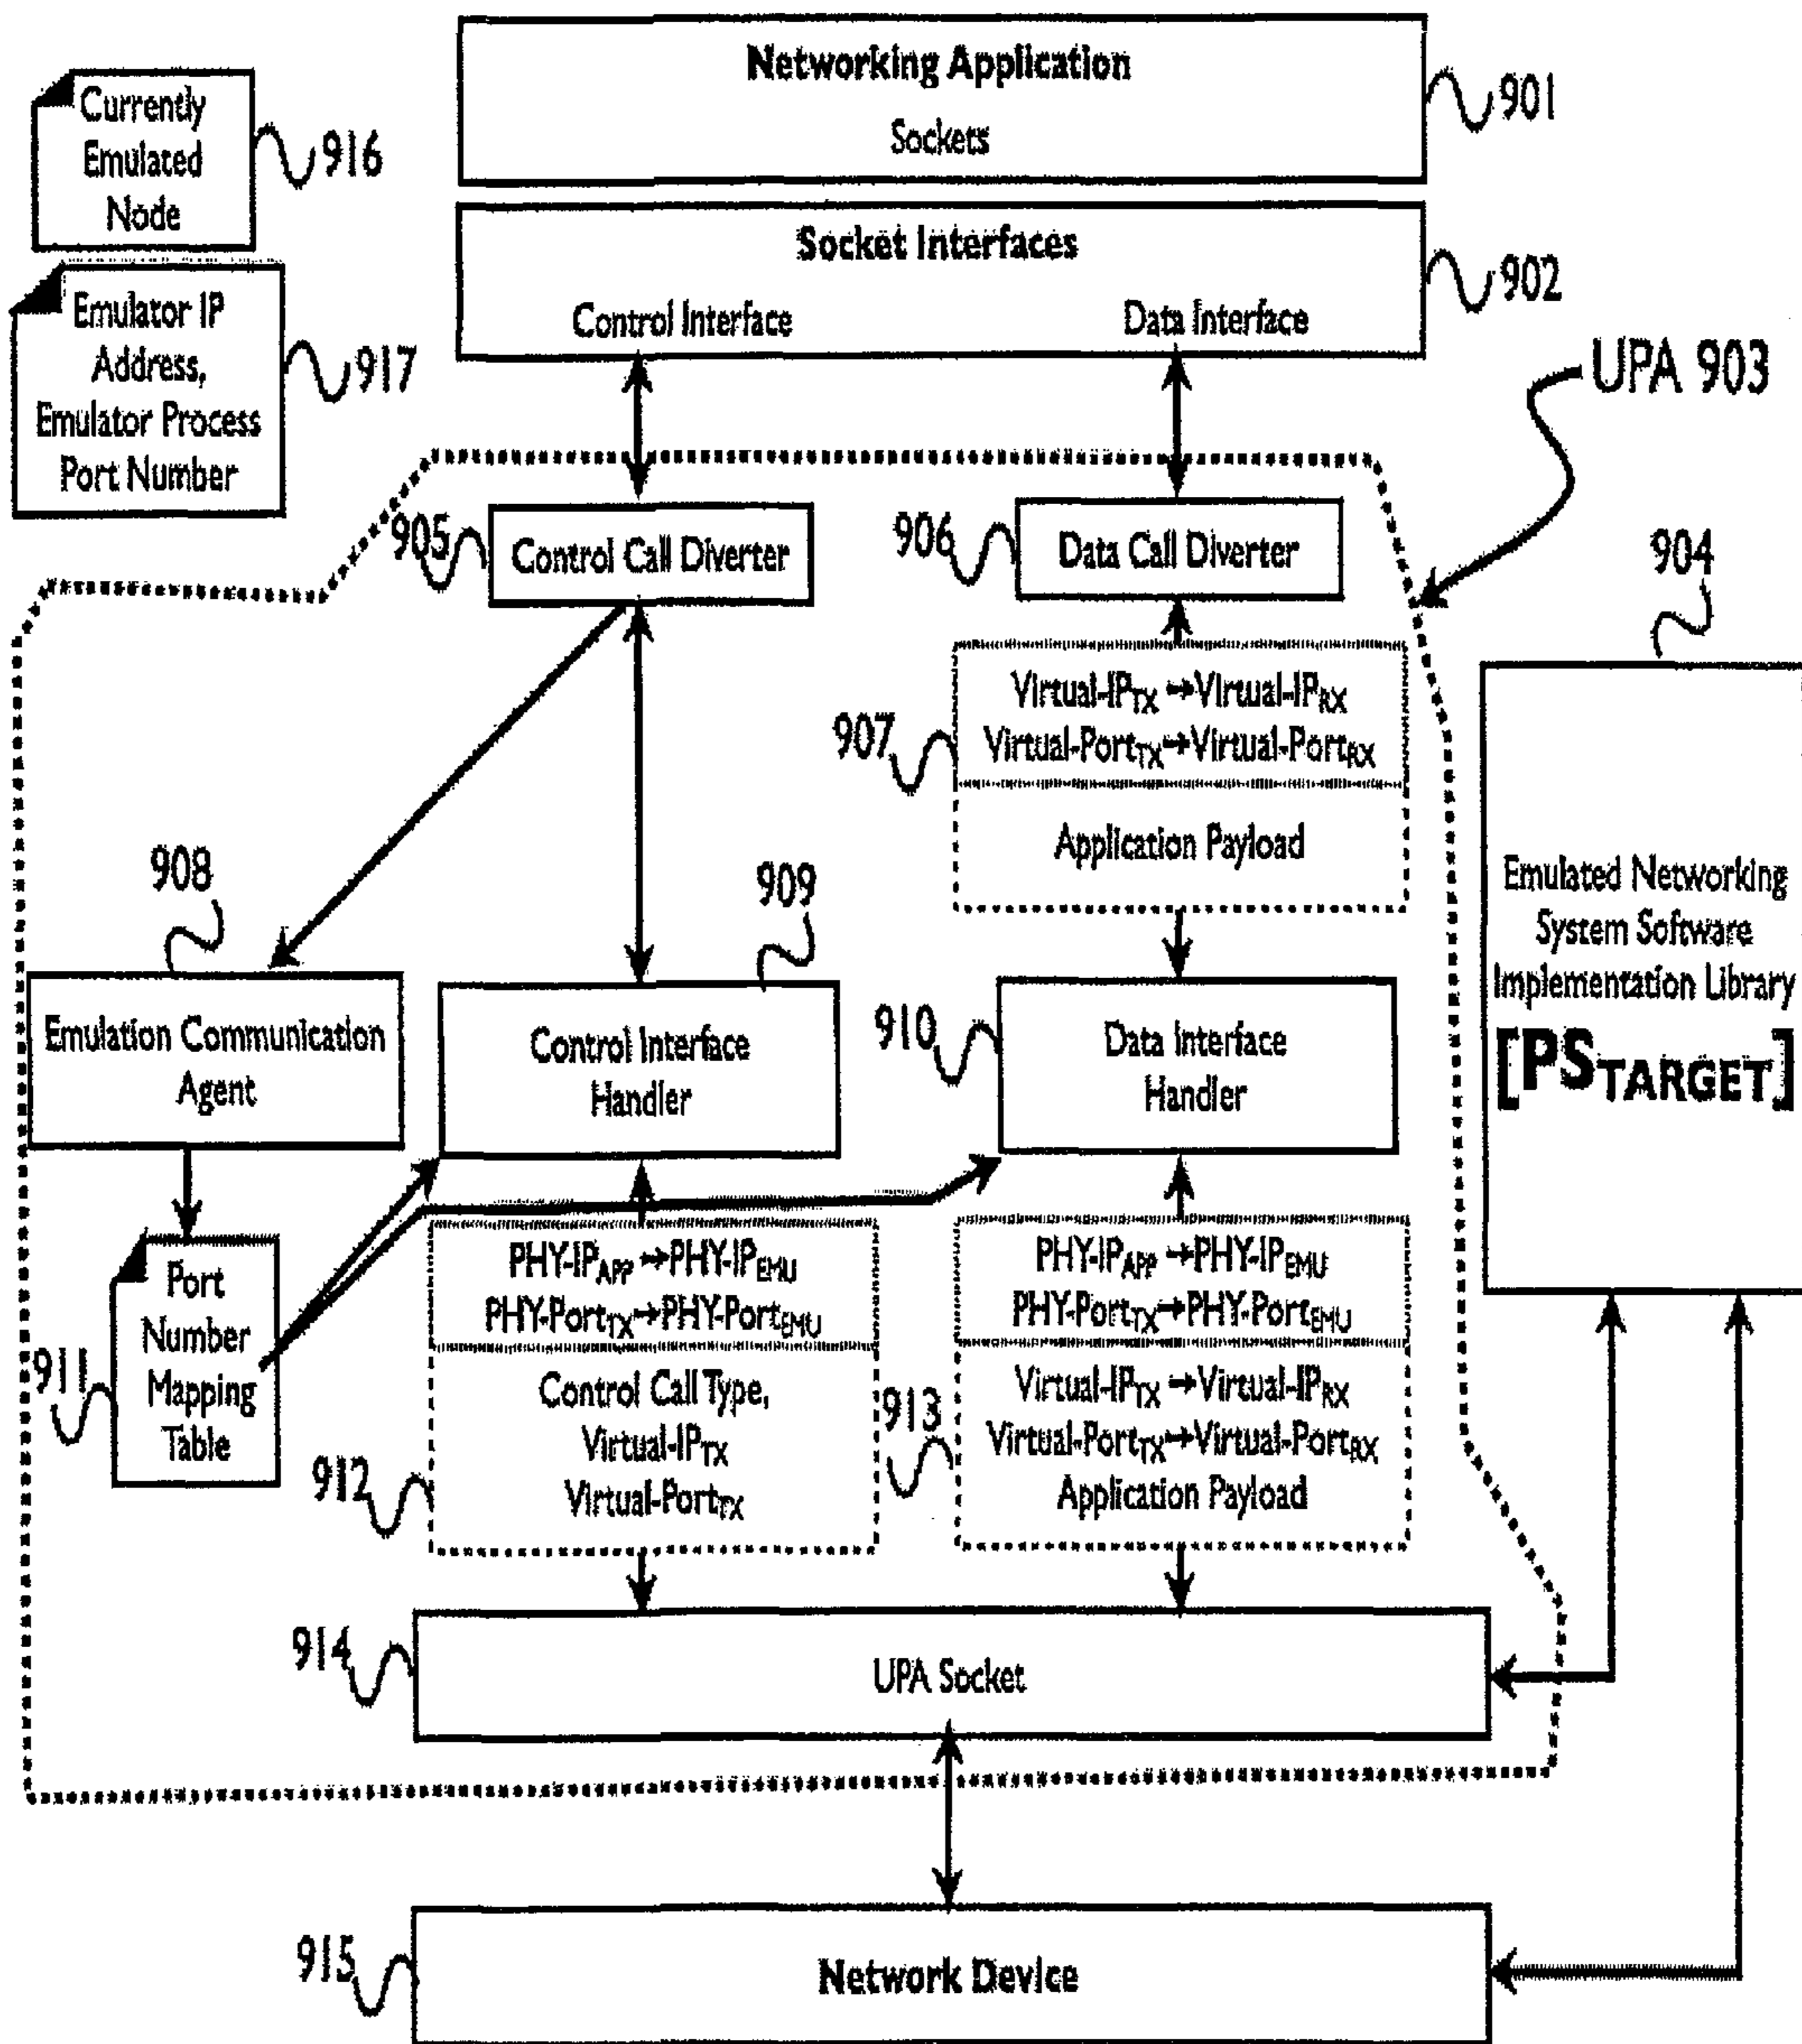 Networking Application
Sockets
901
Currently
Emulated
Node
916
Socket Interfaces
Control Interface
Data Interface
902
Emulator IP
Address,
Emulator Process
Port Number
917
UPA 903
905
Control Call Diverter
906
Data Call Diverter
904
Virtual-IPTX→Virtual-IPRX
Virtual-PortTX→Virtual-PortRX
907
Application Payload
Emulated Networking
System Software
Implementation Library
[PSTARGET]
908
909
Emulation Communication
Agent
Control Interface
Handler
910
Data Interface
Handler
Port
Number
Mapping
Table
911
PHY-IPAPP→PHY-IPEMU
PHY-PortTX→PHY-PortEMU
Control Call Type,
Virtual-IPTX
Virtual-PortTX
912
PHY-IPAPP→PHY-IPEMU
PHY-PortTX→PHY-PortEMU
Virtual-IPTX→Virtual-IPRX
Virtual-PortTX→Virtual-PortRX
Application Payload
913
914
UPA Socket
915
Network Device